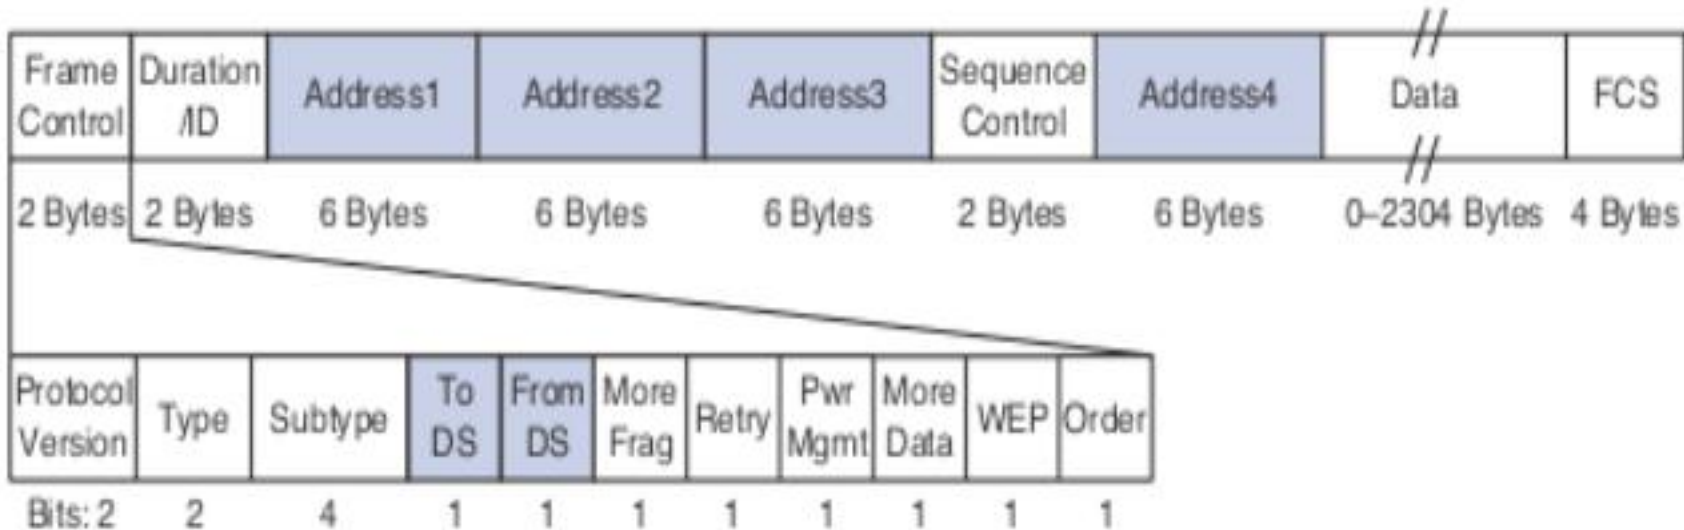 //
Frame Control Duration /ID Address1 Address2 Address3 Sequence Control Address4 Data FCS
//
2 Bytes 2 Bytes 6 Bytes 6 Bytes 6 Bytes 2 Bytes 6 Bytes 0–2304 Bytes 4 Bytes
Protocol Version Type Subtype To DS From DS More Frag Retry Pwr Mgmt More Data WEP Order
Bits: 2 2 4 1 1 1 1 1 1 1 1